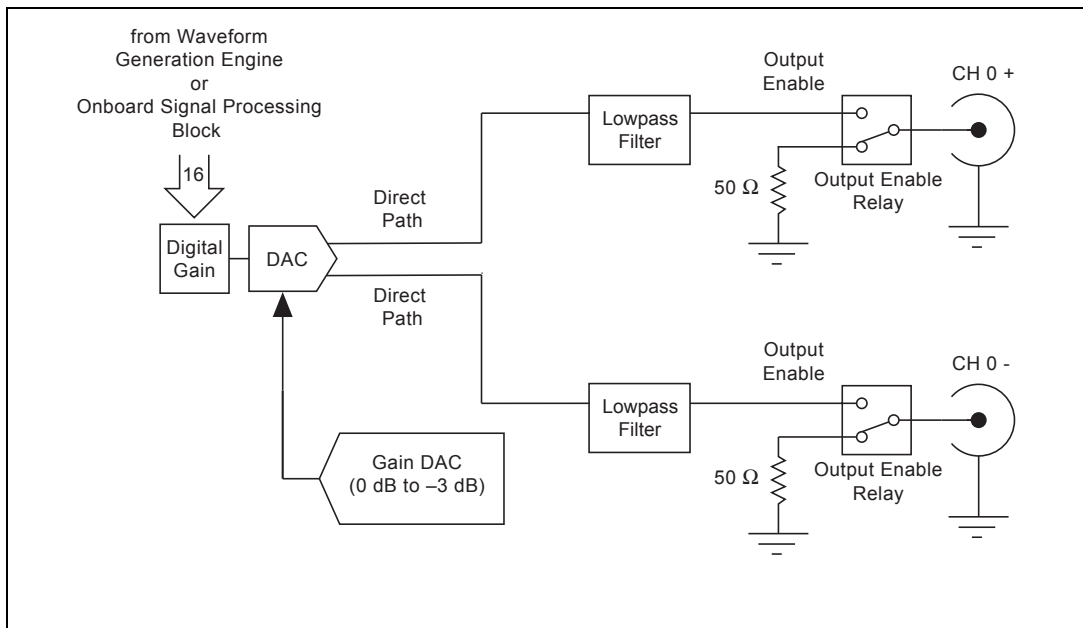 from Waveform
Generation Engine
or
Onboard Signal Processing
Block
16
Digital
Gain
DAC
Direct
Path
Direct
Path
Gain DAC
(0 dB to –3 dB)
Lowpass
Filter
Output
Enable
CH 0 +
50 Ω
Output Enable
Relay
Lowpass
Filter
Output
Enable
CH 0 -
50 Ω
Output Enable
Relay